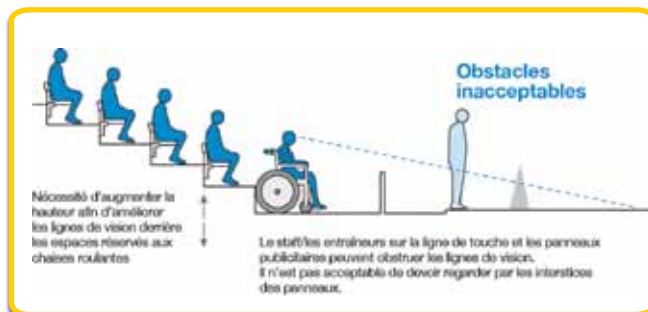 Obstacles
inacceptables
Nécessité d'augmenter la
hauteur afin d'améliorer
les lignes de vision derrière
les espaces réservés aux
chaises roulantes
Le staff/les entraîneurs sur la ligne de touche et les panneaux
publicitaires peuvent obstruer les lignes de vision.
Il n'est pas acceptable de devoir regarder par les interstices
des panneaux.